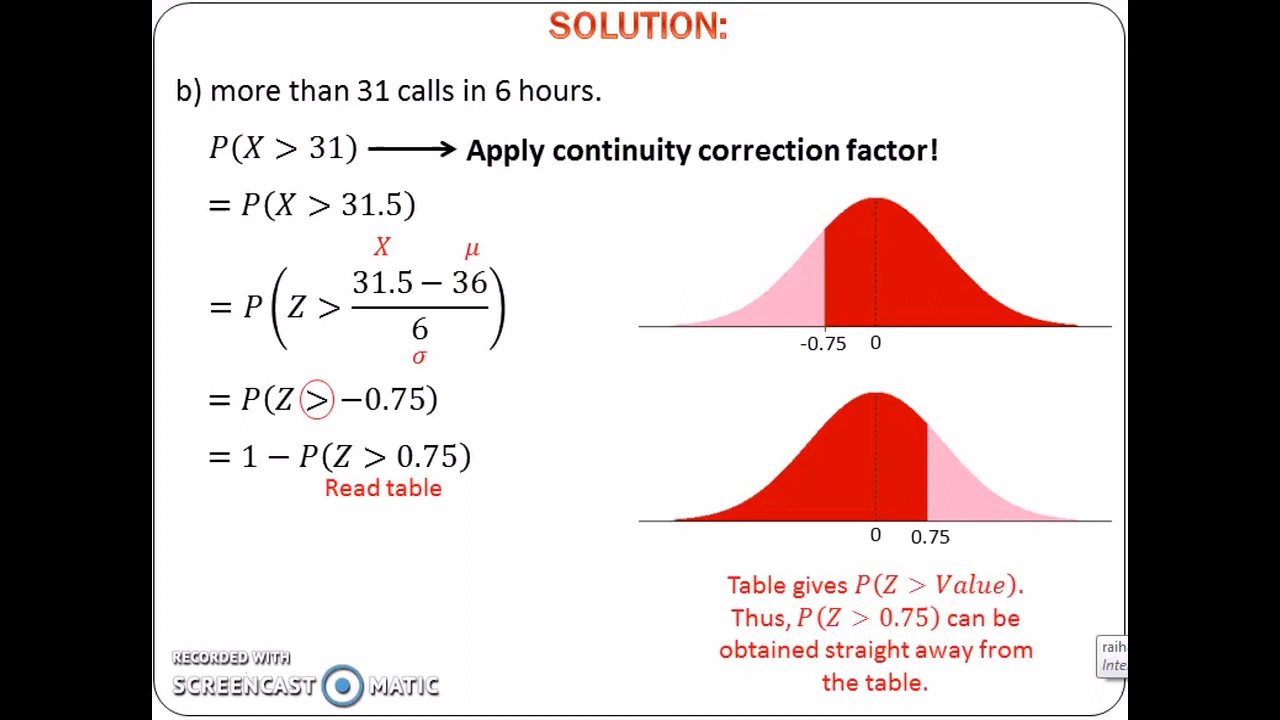 SOLUTION:
b) more than 31 calls in 6 hours.
P(X > 31) ⟶ Apply continuity correction factor!
= P(X > 31.5)
X μ
= P(Z > (31.5 − 36)/6)
σ
= P(Z > −0.75)
= 1 − P(Z > 0.75)
Read table
-0.75 0
0 0.75
Table gives P(Z > Value).
Thus, P(Z > 0.75) can be
obtained straight away from
the table.
RECORDED WITH
SCREENCAST MATIC
raih
Inte